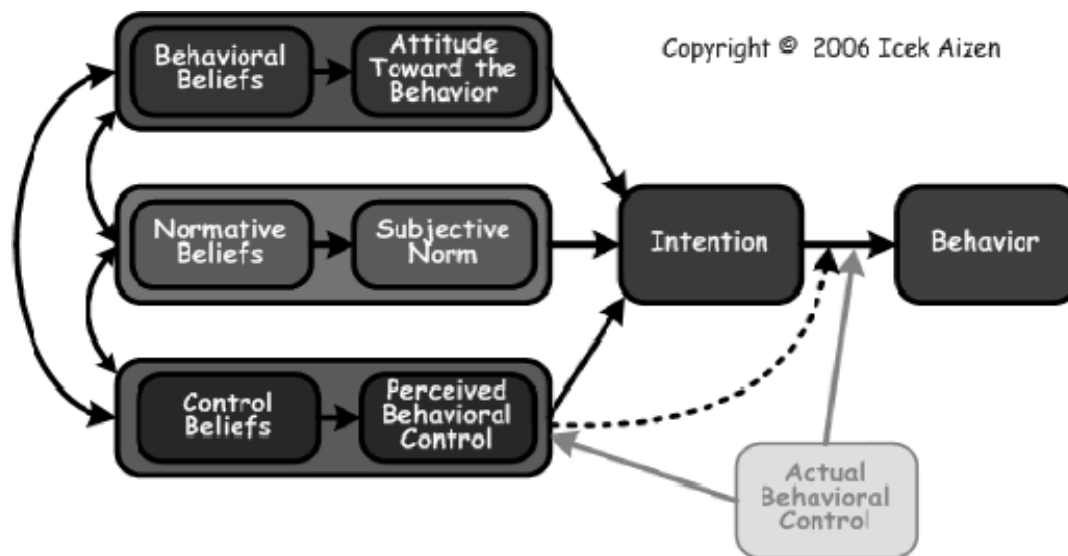 Behavioral
Beliefs
Attitude
Toward the
Behavior
Copyright © 2006 Icek Aizen
Normative
Beliefs
Subjective
Norm
Intention
Behavior
Control
Beliefs
Perceived
Behavioral
Control
Actual
Behavioral
Control